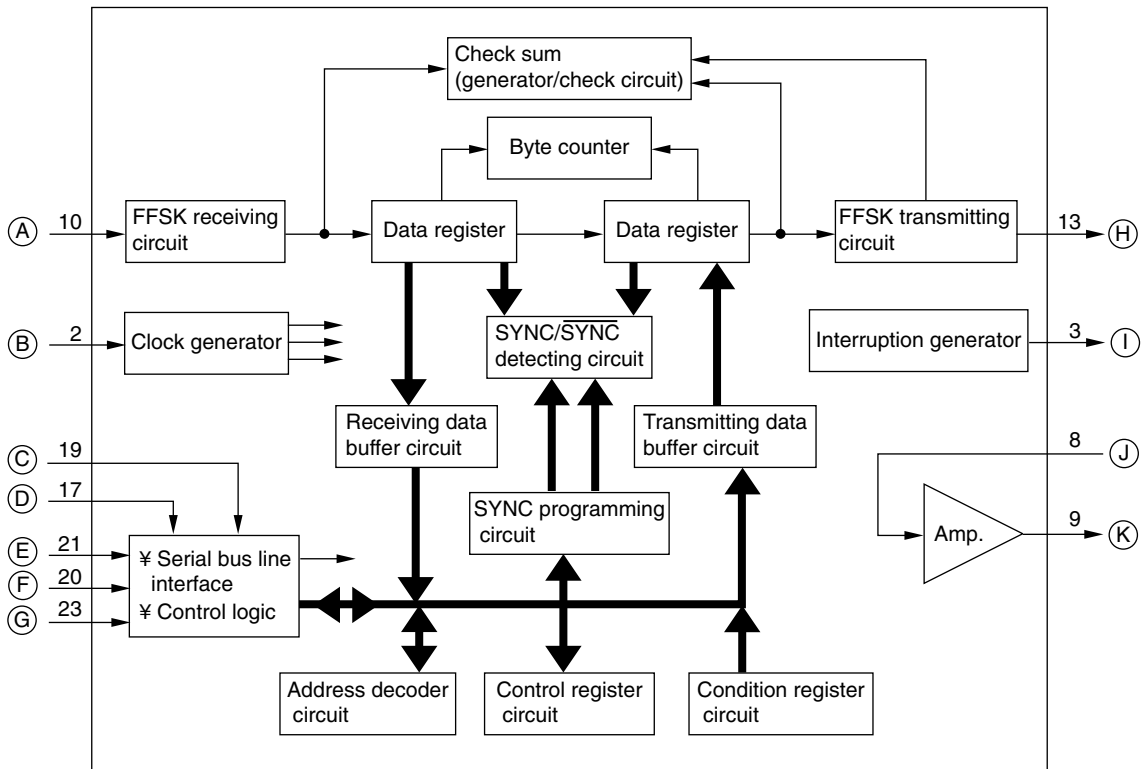 Check sum
(generator/check circuit)
Byte counter
A
10
FFSK receiving
circuit
Data register
Data register
FFSK transmitting
circuit
13
H
B
2
Clock generator
SYNC/SYNC
detecting circuit
Interruption generator
3
I
Receiving data
buffer circuit
Transmitting data
buffer circuit
C
19
D
17
8
J
SYNC programming
circuit
Amp.
9
K
E
21
F
20
G
23
¥ Serial bus line
interface
¥ Control logic
Address decoder
circuit
Control register
circuit
Condition register
circuit